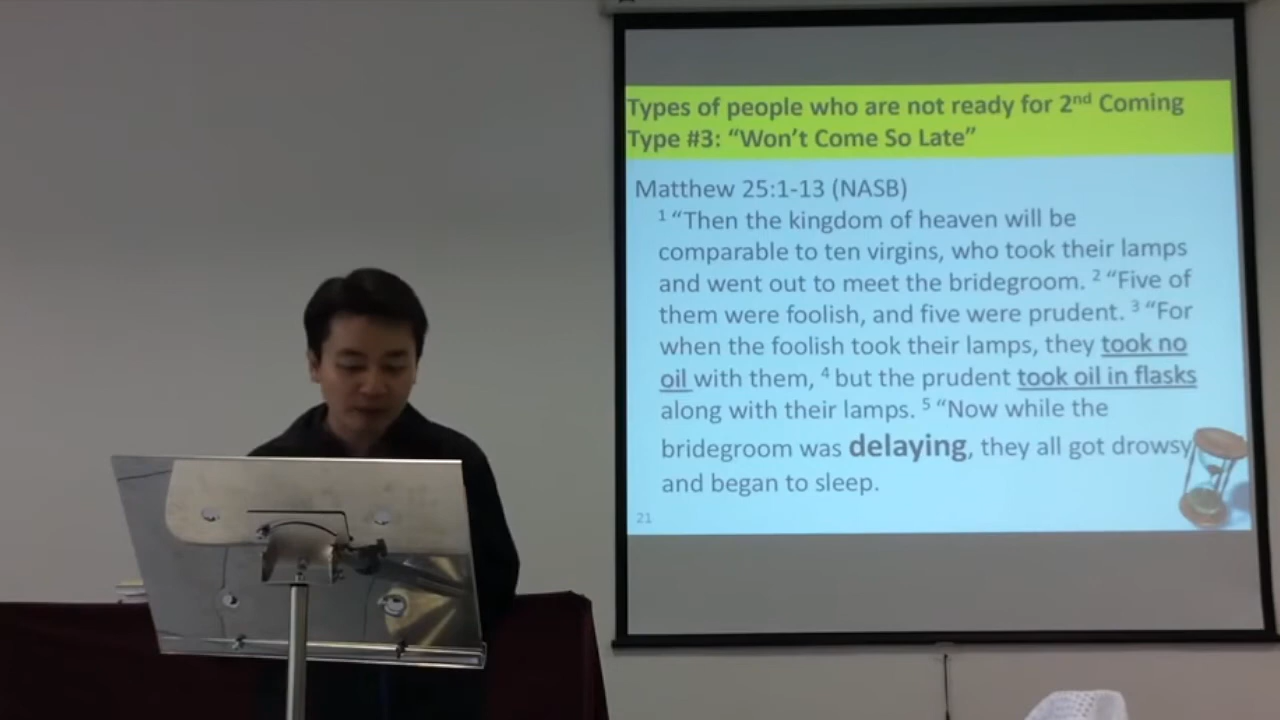 Types of people who are not ready for 2nd Coming
Type #3: “Won’t Come So Late”
Matthew 25:1-13 (NASB)
1 “Then the kingdom of heaven will be
comparable to ten virgins, who took their lamps
and went out to meet the bridegroom. 2 “Five of
them were foolish, and five were prudent. 3 “For
when the foolish took their lamps, they took no
oil with them, 4 but the prudent took oil in flasks
along with their lamps. 5 “Now while the
bridegroom was delaying, they all got drowsy
and began to sleep.
21